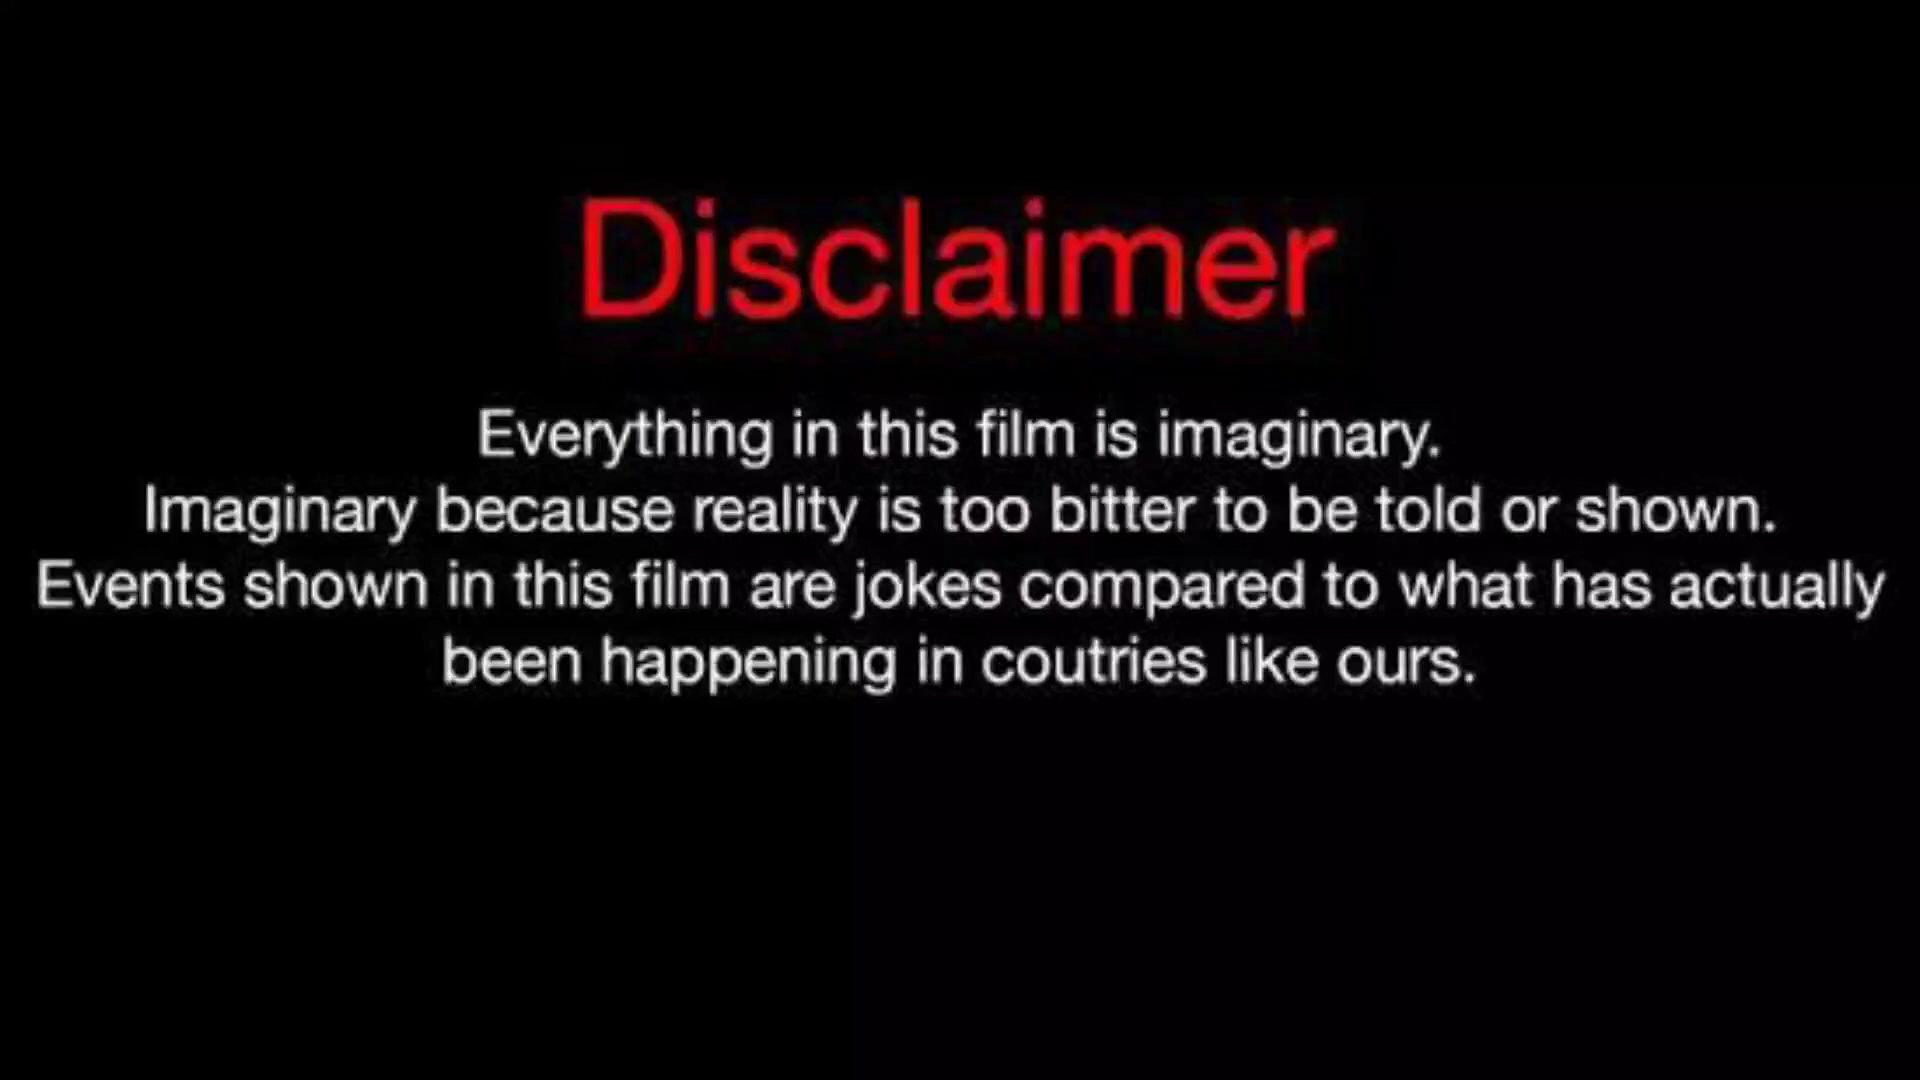 Disclaimer
Everything in this film is imaginary.
Imaginary because reality is too bitter to be told or shown.
Events shown in this film are jokes compared to what has actually
been happening in coutries like ours.